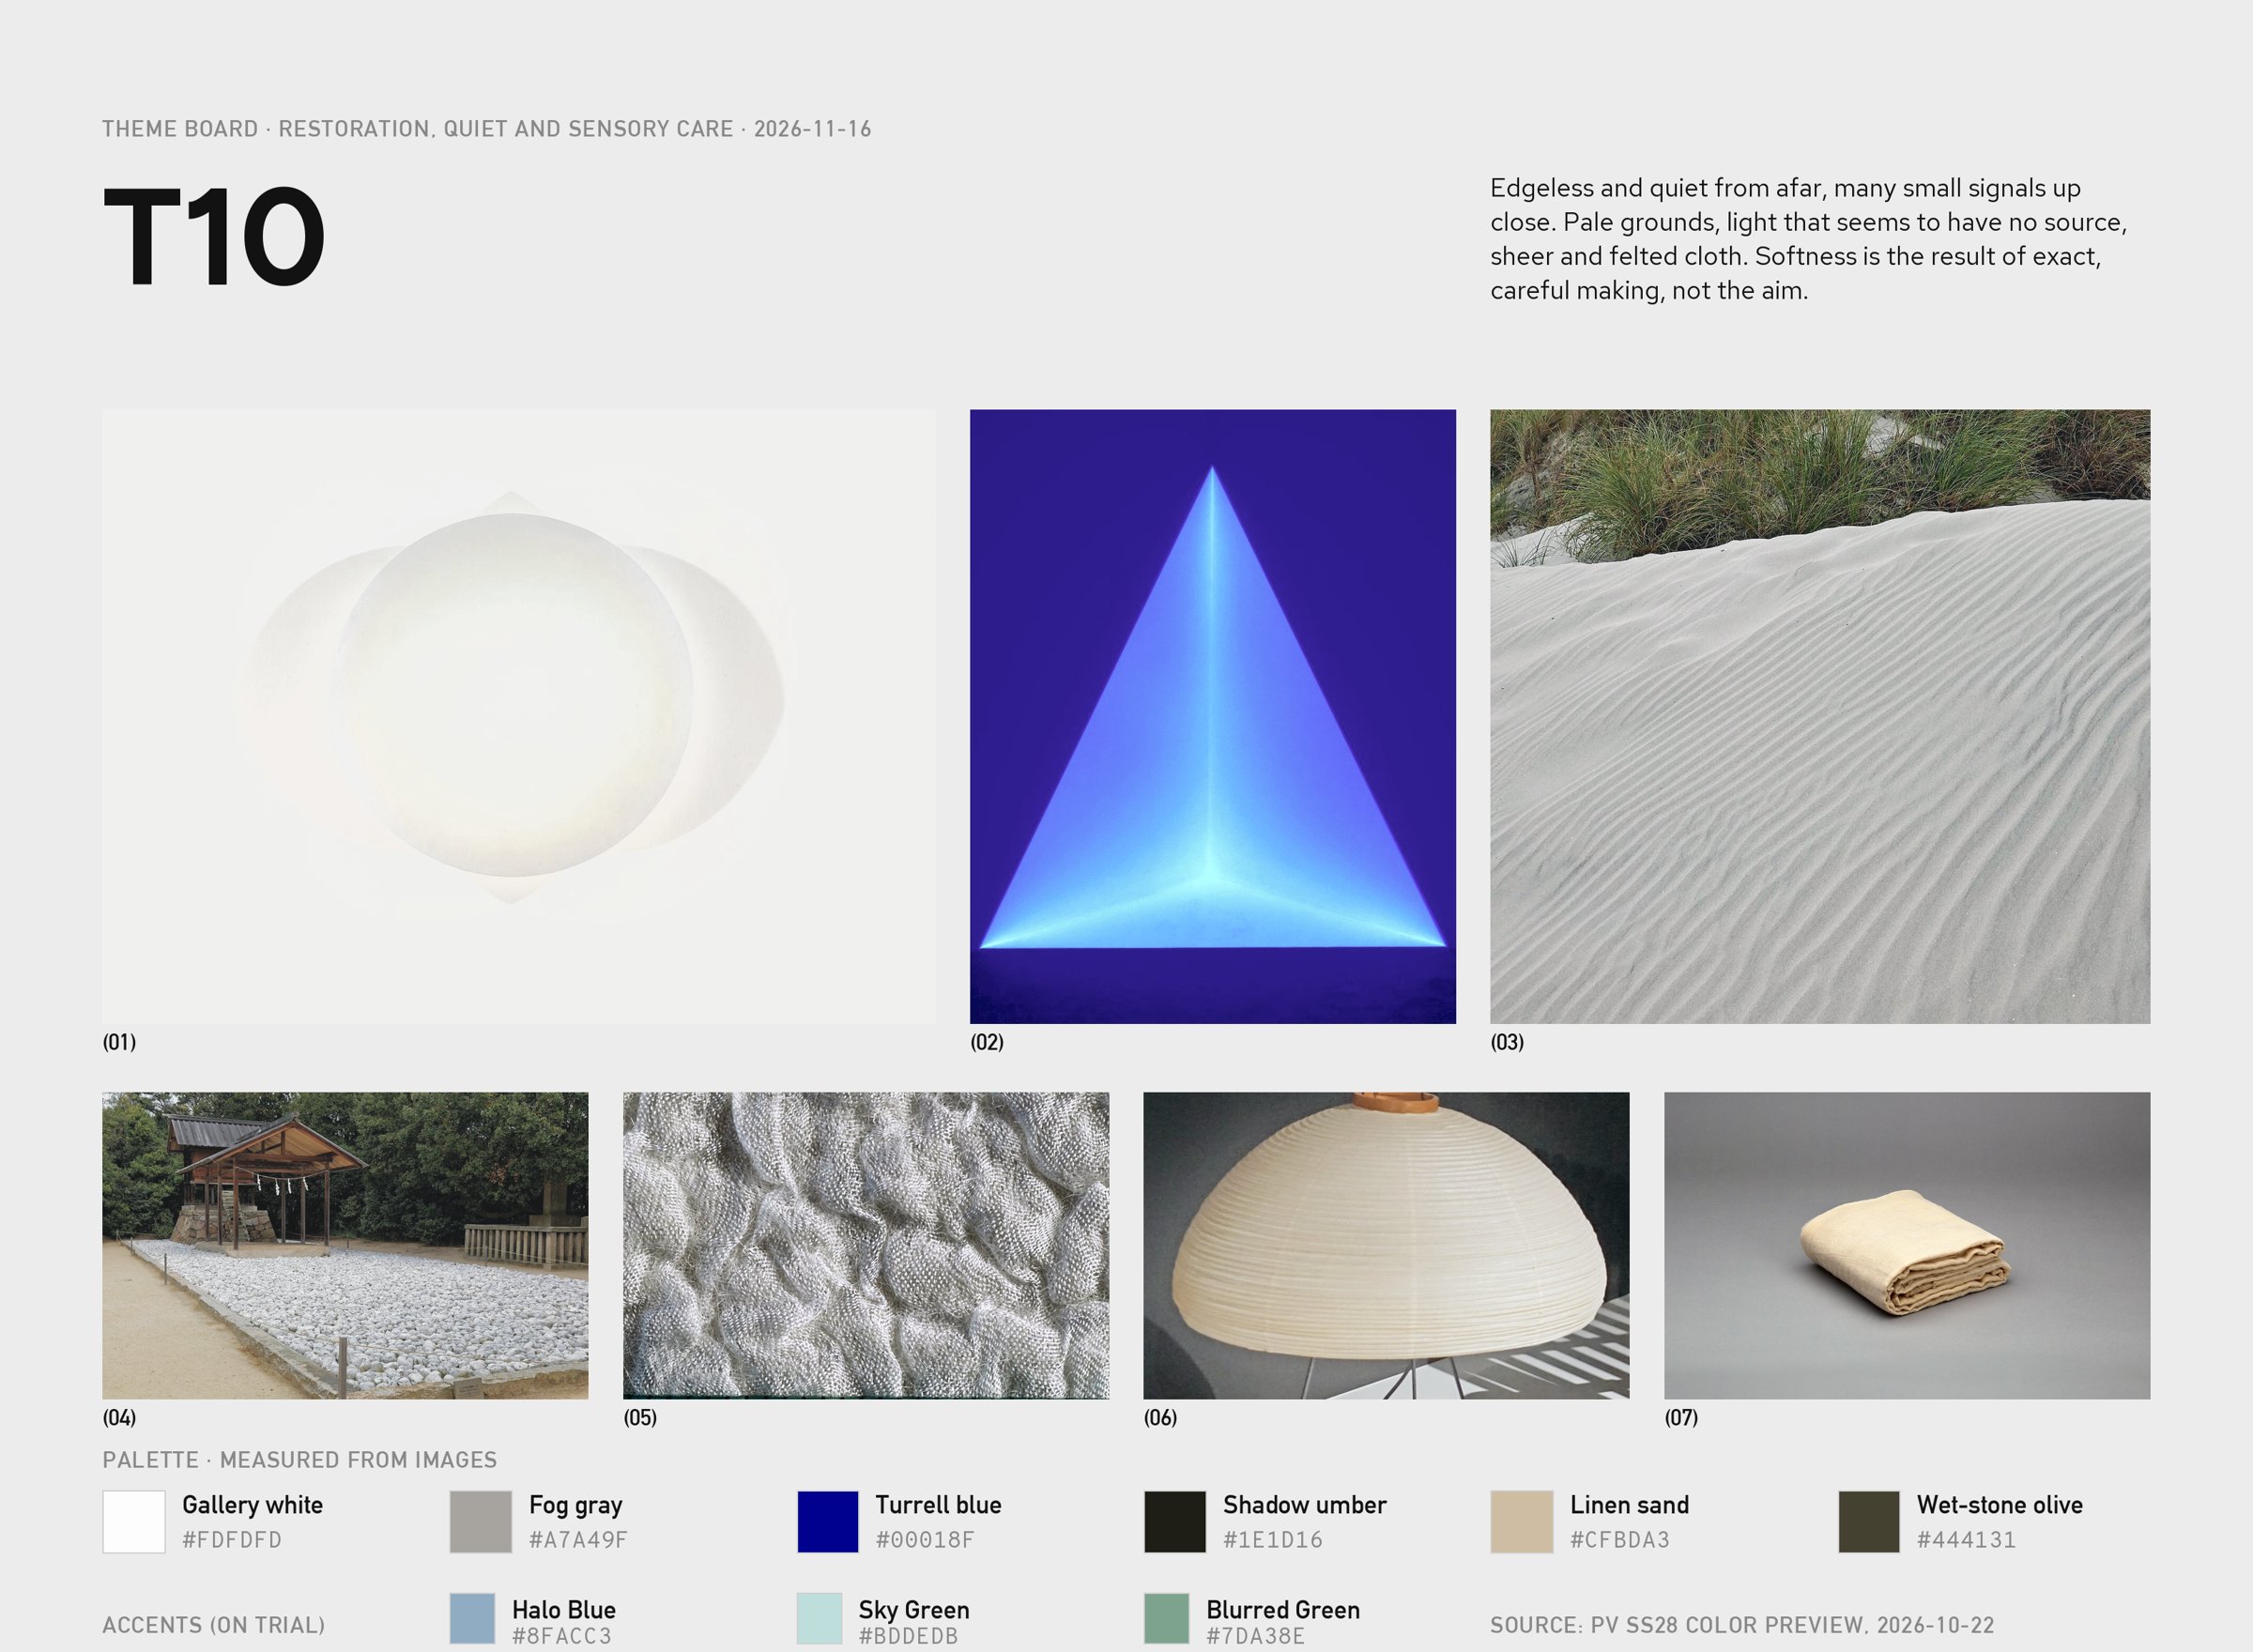 THEME BOARD · RESTORATION, QUIET AND SENSORY CARE · 2026-11-16
T10
Edgeless and quiet from afar, many small signals up
close. Pale grounds, light that seems to have no source,
sheer and felted cloth. Softness is the result of exact,
careful making, not the aim.
(01)
(02)
(03)
(04)
(05)
(06)
(07)
PALETTE · MEASURED FROM IMAGES
Gallery white
#FDFDFD
Fog gray
#A7A49F
Turrell blue
#00018F
Shadow umber
#1E1D16
Linen sand
#CFBDA3
Wet-stone olive
#444131
ACCENTS (ON TRIAL)
Halo Blue
#8FACC3
Sky Green
#BDDEDB
Blurred Green
#7DA38E
SOURCE: PV SS28 COLOR PREVIEW, 2026-10-22